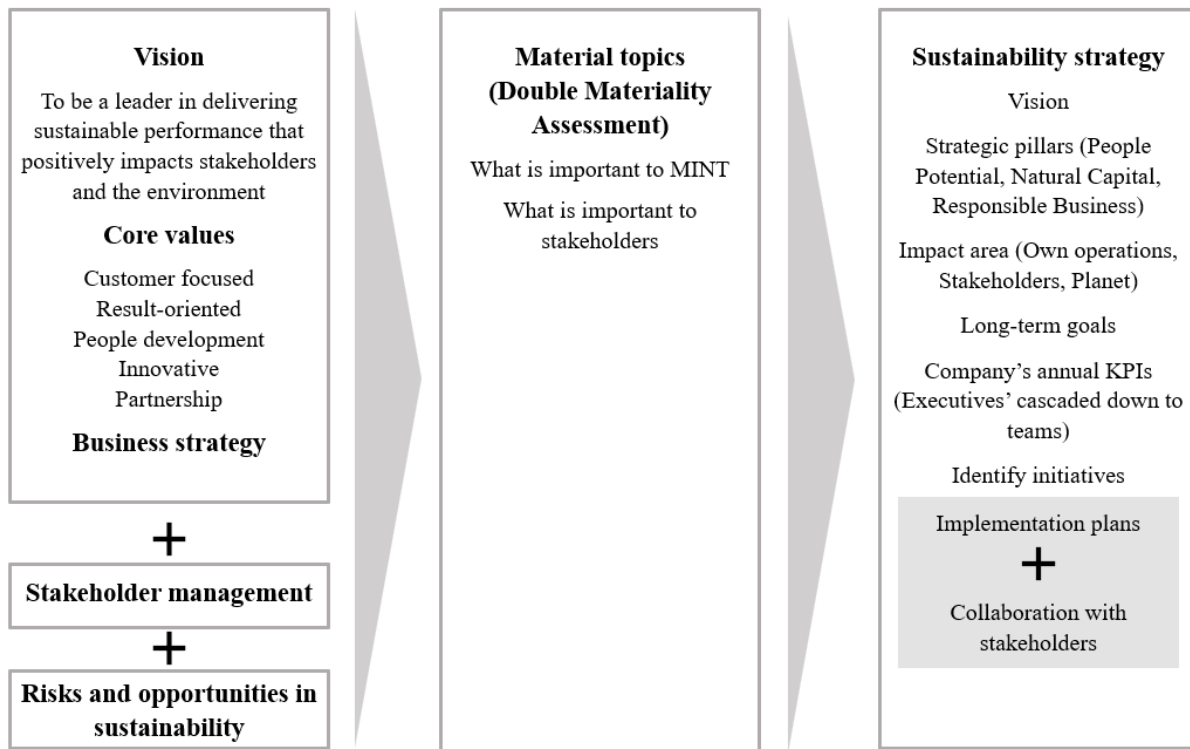 Vision
To be a leader in delivering
sustainable performance that
positively impacts stakeholders
and the environment
Core values
Customer focused
Result-oriented
People development
Innovative
Partnership
Business strategy
+
Stakeholder management
+
Risks and opportunities in
sustainability
Material topics
(Double Materiality
Assessment)
What is important to MINT
What is important to
stakeholders
Sustainability strategy
Vision
Strategic pillars (People
Potential, Natural Capital,
Responsible Business)
Impact area (Own operations,
Stakeholders, Planet)
Long-term goals
Company’s annual KPIs
(Executives’ cascaded down to
teams)
Identify initiatives
Implementation plans
+
Collaboration with
stakeholders